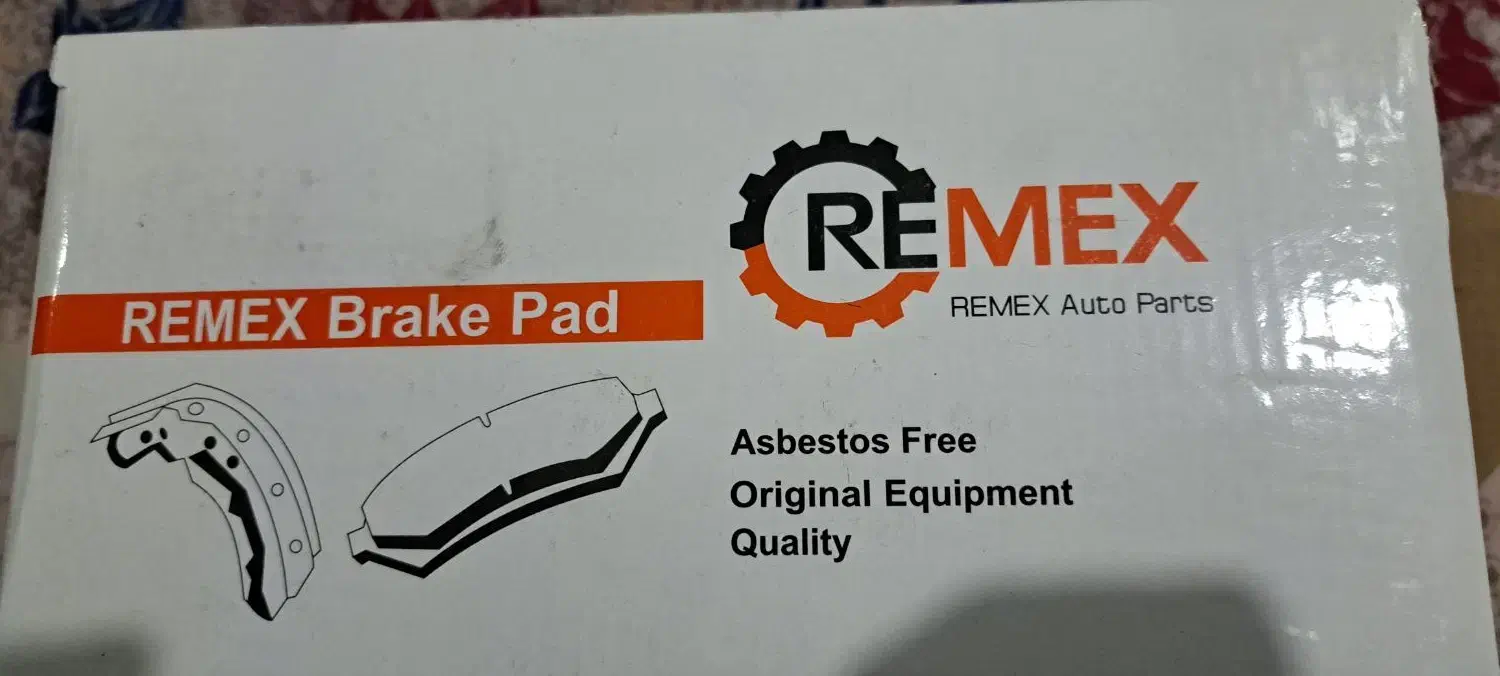 REMEX
REMEX Auto Parts
REMEX Brake Pad
Asbestos Free
Original Equipment
Quality